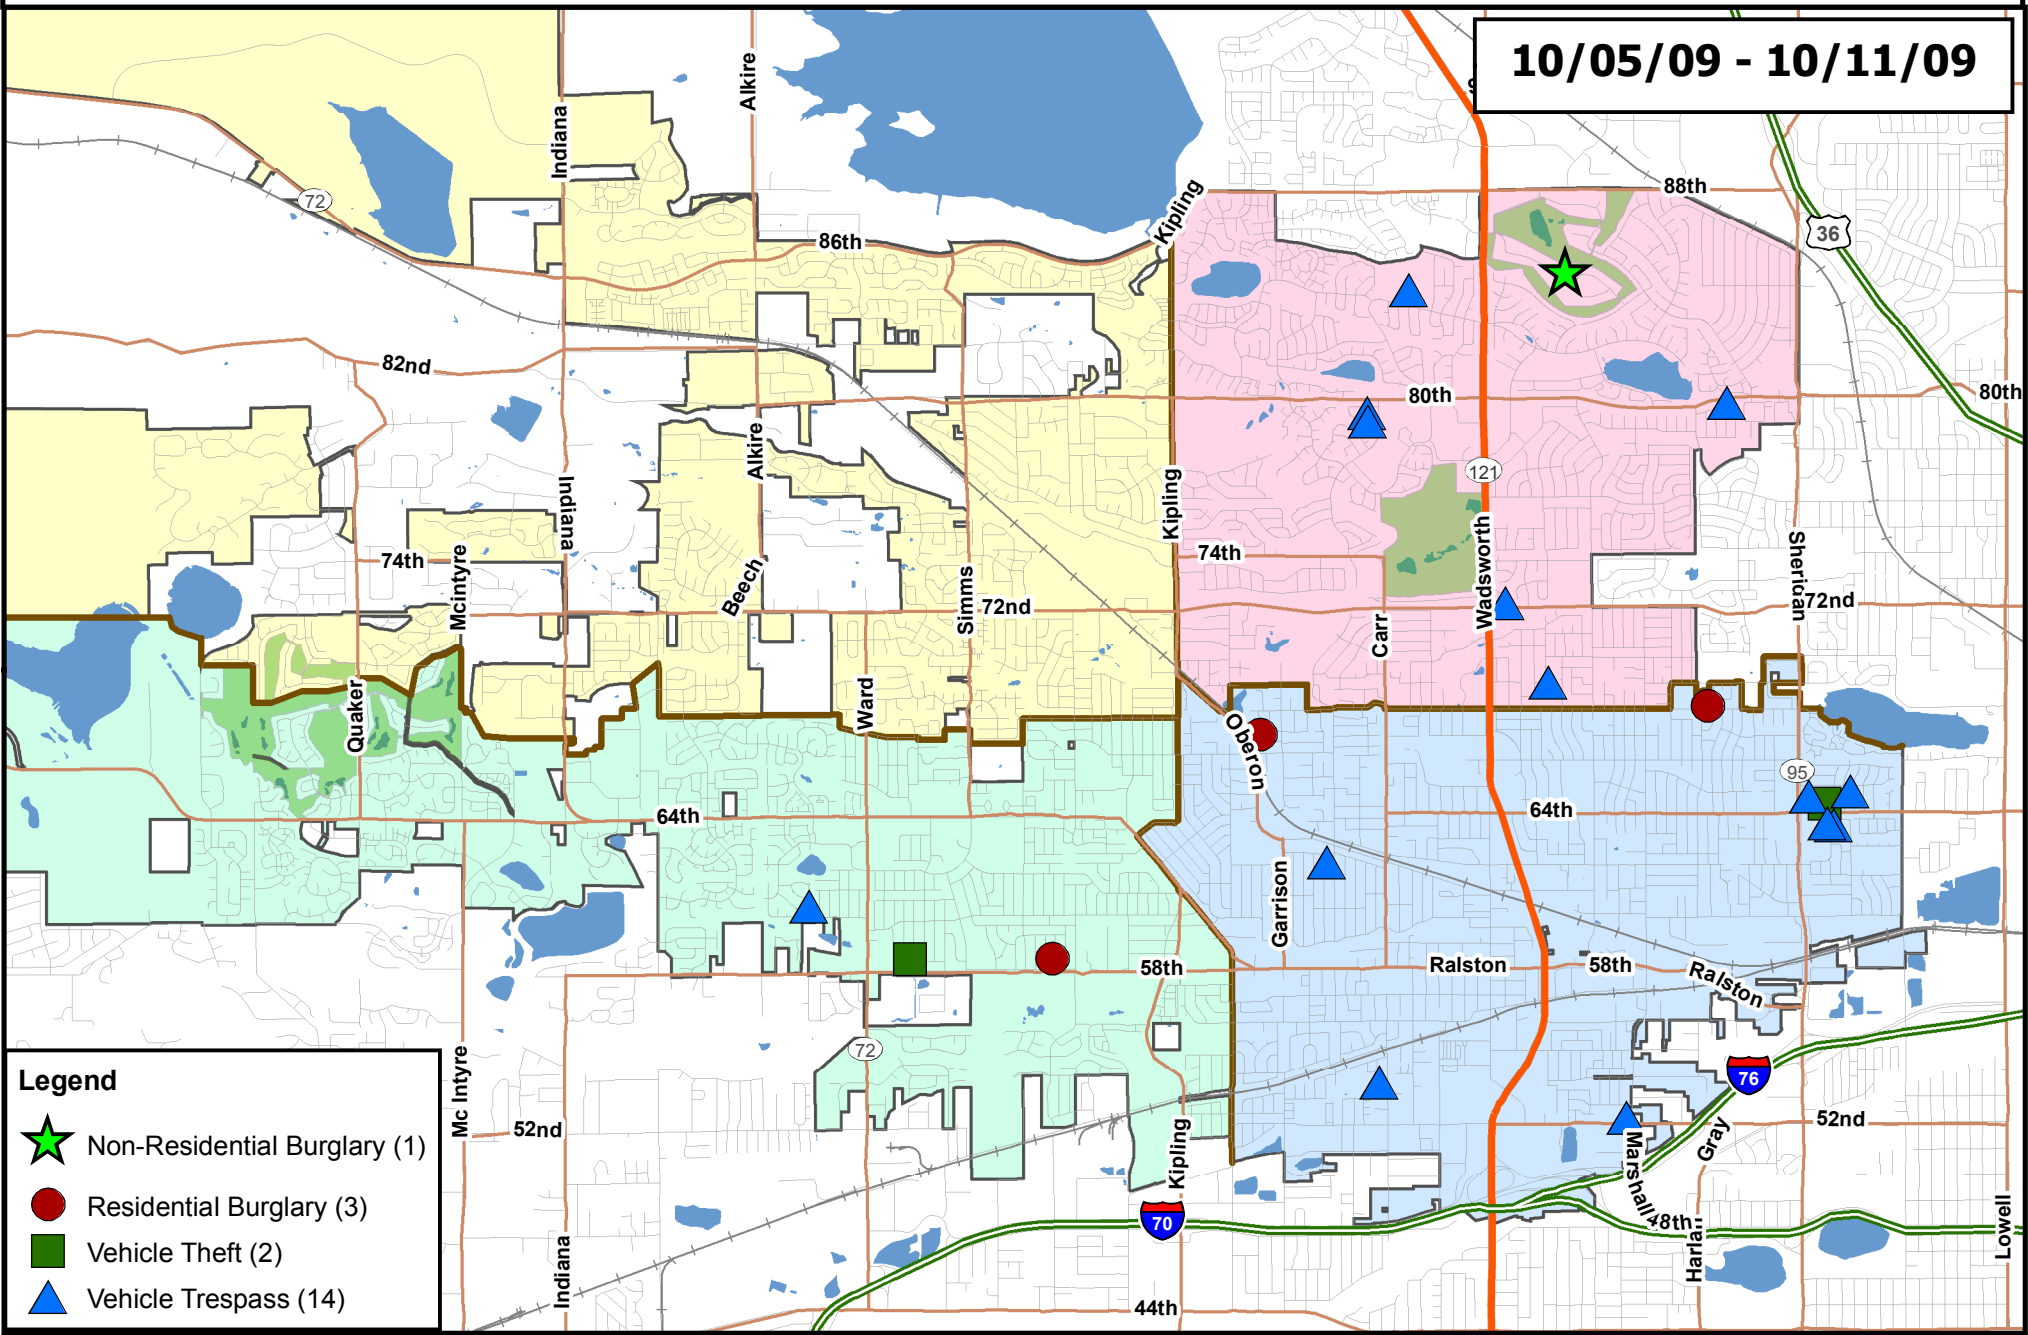 10/05/09 - 10/11/09
Alkire
Indiana
88th
72
Kipling
36
86th
82nd
80th
80th
Alkire
121
Kipling
Indiana
Wadsworth
Sheridan
74th
74th
Mcintyre
Beech
Simms
72nd
72nd
Carr
Quaker
Ward
Oberon
95
64th
64th
Garrison
58th
Ralston
58th
Ralston
72
76
Mc Intyre
52nd
52nd
Kipling
Marshall
Gray
70
48th
Harlan
Lowell
Indiana
44th
Legend
Non-Residential Burglary (1)
Residential Burglary (3)
Vehicle Theft (2)
Vehicle Trespass (14)